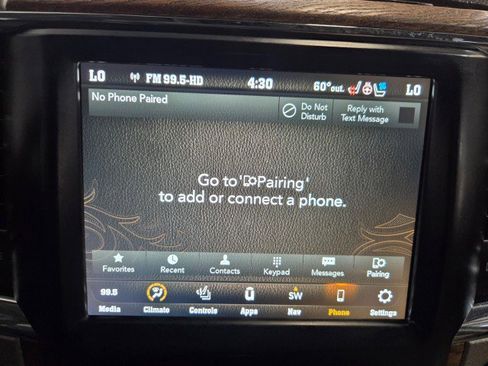 LO FM 99.5-HD 4:30 60°out. LO
No Phone Paired
Do Not
Disturb
Reply with
Text Message
Go to 'Pairing'
to add or connect a phone.
Favorites Recent Contacts Keypad Messages Pairing
99.5 SW
Media Climate Controls Apps Nav Phone Settings